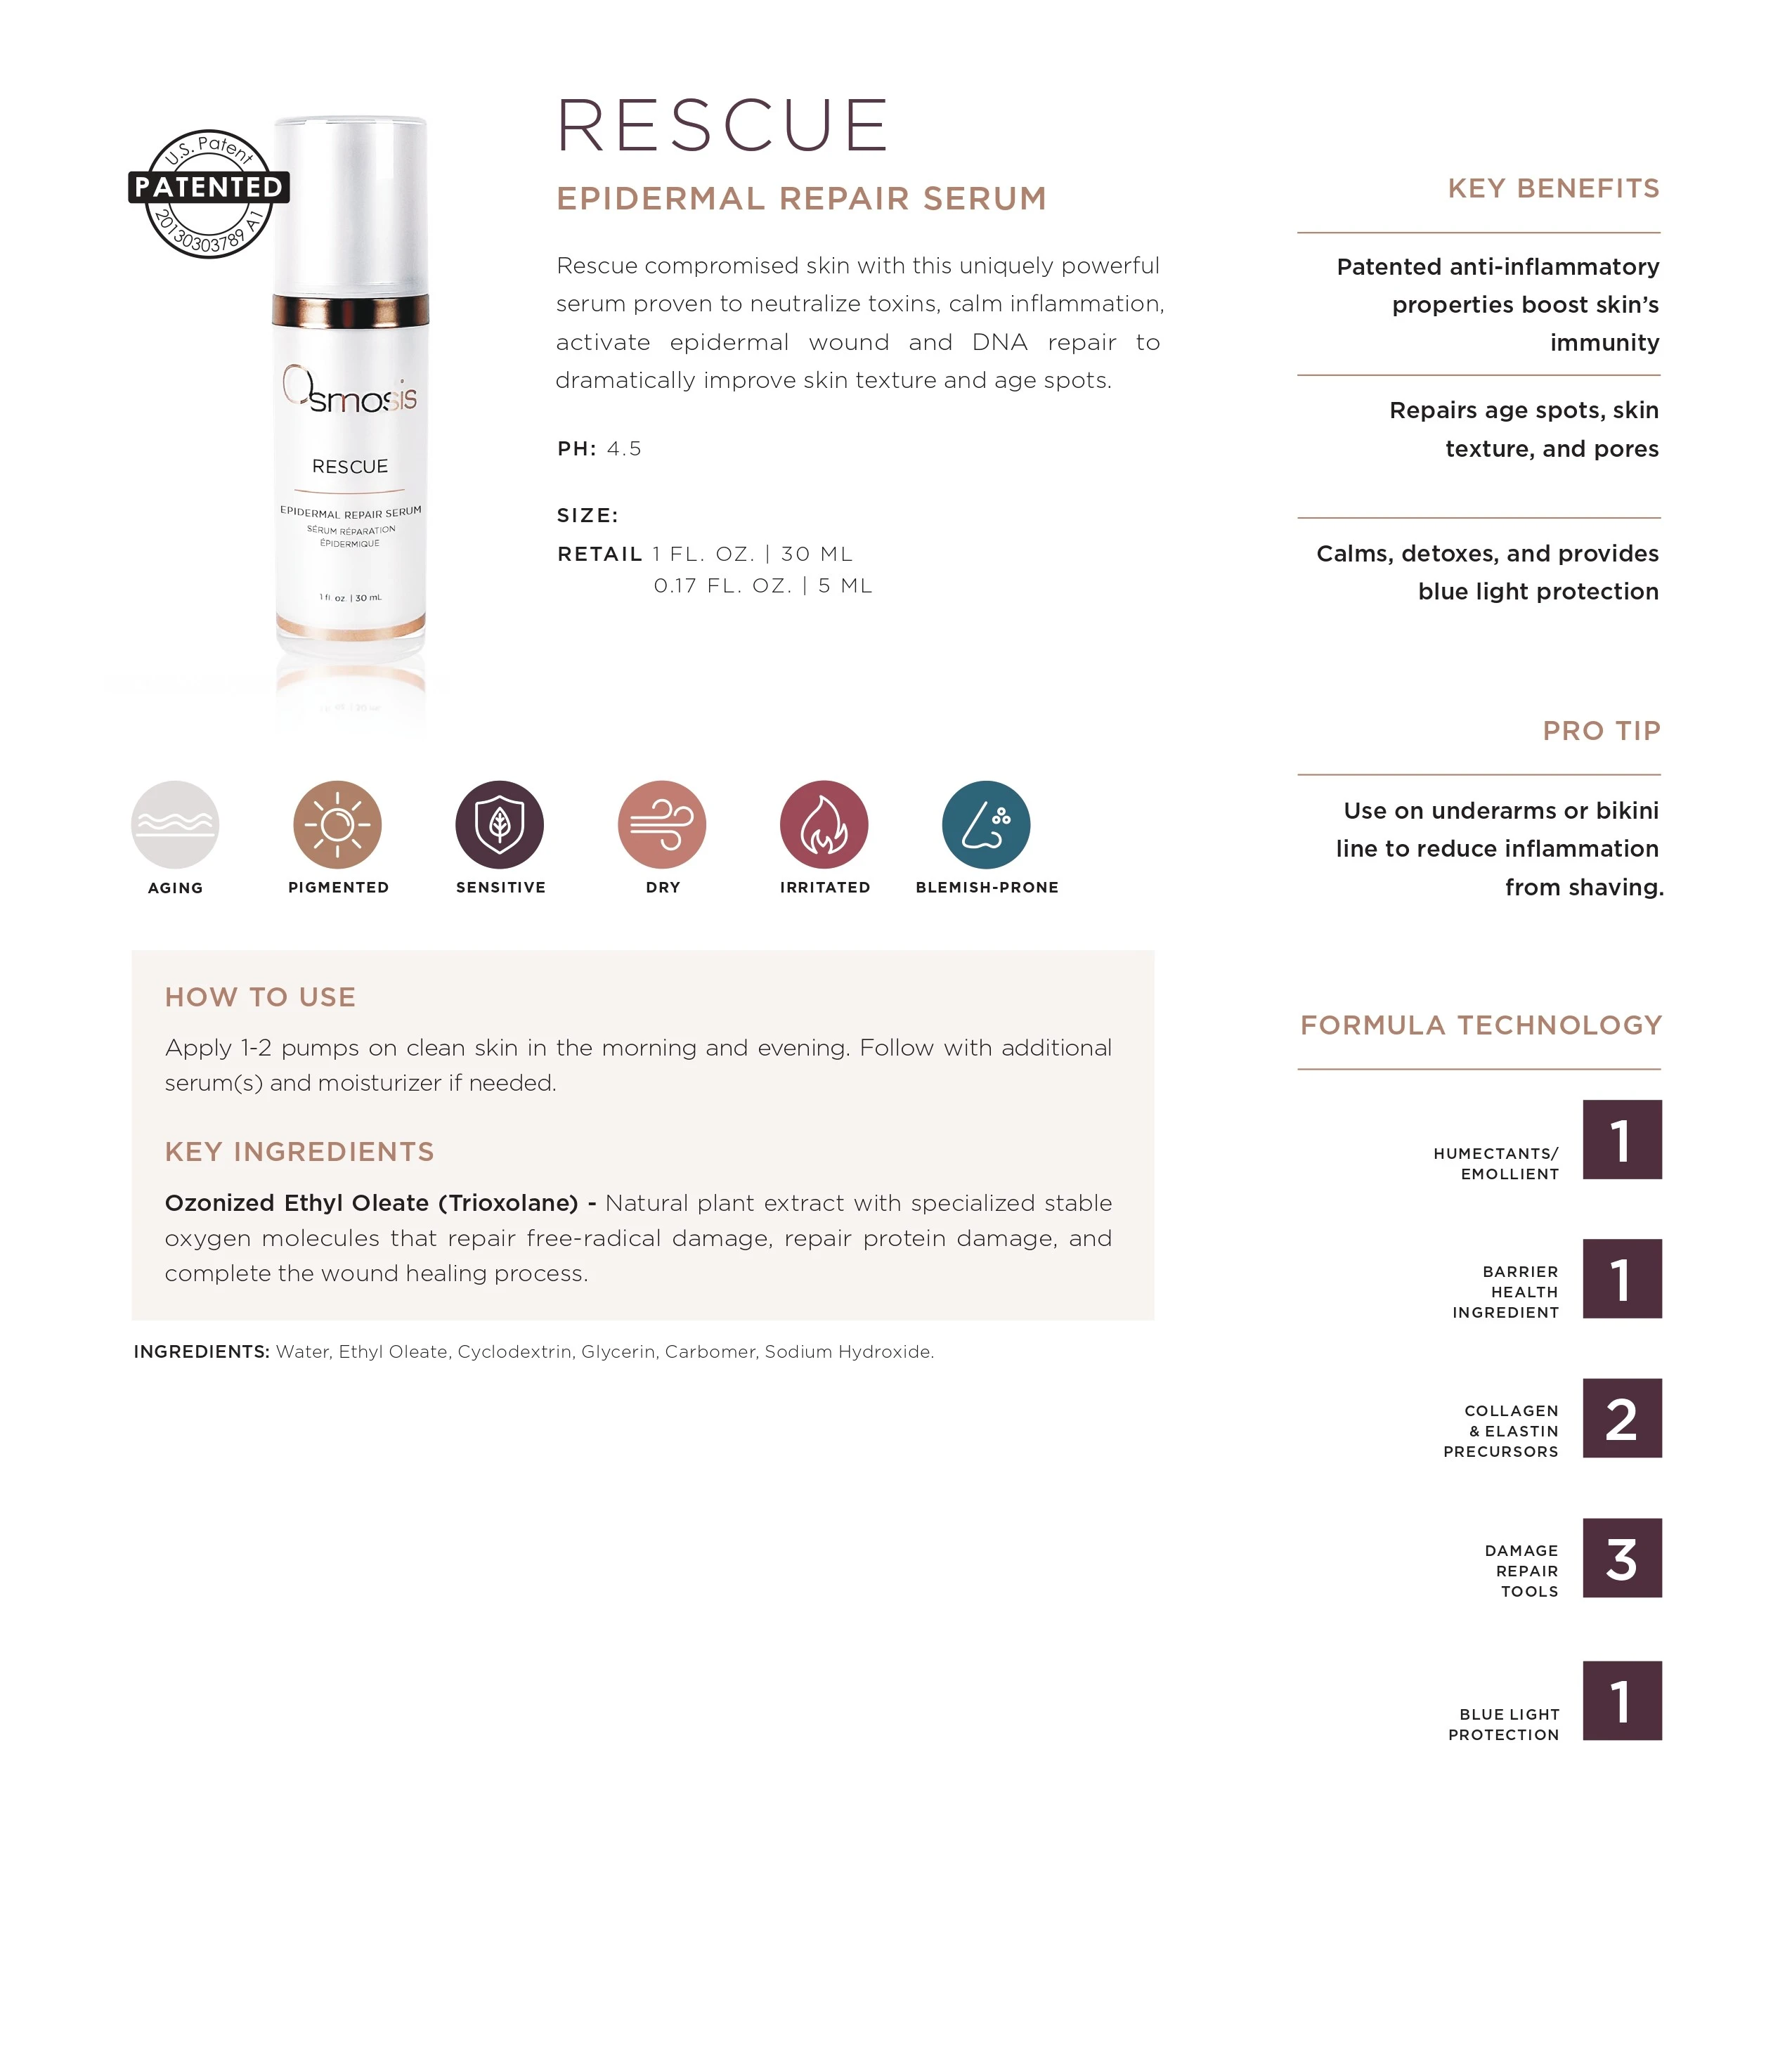 U.S. Patent
PATENTED
20130303789 A1
Osmosis
RESCUE
EPIDERMAL REPAIR SERUM
SÉRUM RÉPARATION
ÉPIDERMIQUE
1 fl. oz. | 30 mL
RESCUE
EPIDERMAL REPAIR SERUM
Rescue compromised skin with this uniquely powerful
serum proven to neutralize toxins, calm inflammation,
activate epidermal wound and DNA repair to
dramatically improve skin texture and age spots.
PH: 4.5
SIZE:
RETAIL 1 FL. OZ. | 30 ML
0.17 FL. OZ. | 5 ML
KEY BENEFITS
Patented anti-inflammatory
properties boost skin’s
immunity
Repairs age spots, skin
texture, and pores
Calms, detoxes, and provides
blue light protection
PRO TIP
Use on underarms or bikini
line to reduce inflammation
from shaving.
AGING
PIGMENTED
SENSITIVE
DRY
IRRITATED
BLEMISH-PRONE
HOW TO USE
Apply 1-2 pumps on clean skin in the morning and evening. Follow with additional
serum(s) and moisturizer if needed.
KEY INGREDIENTS
Ozonized Ethyl Oleate (Trioxolane) - Natural plant extract with specialized stable
oxygen molecules that repair free-radical damage, repair protein damage, and
complete the wound healing process.
INGREDIENTS: Water, Ethyl Oleate, Cyclodextrin, Glycerin, Carbomer, Sodium Hydroxide.
FORMULA TECHNOLOGY
HUMECTANTS/
EMOLLIENT
1
BARRIER
HEALTH
INGREDIENT
1
COLLAGEN
& ELASTIN
PRECURSORS
2
DAMAGE
REPAIR
TOOLS
3
BLUE LIGHT
PROTECTION
1